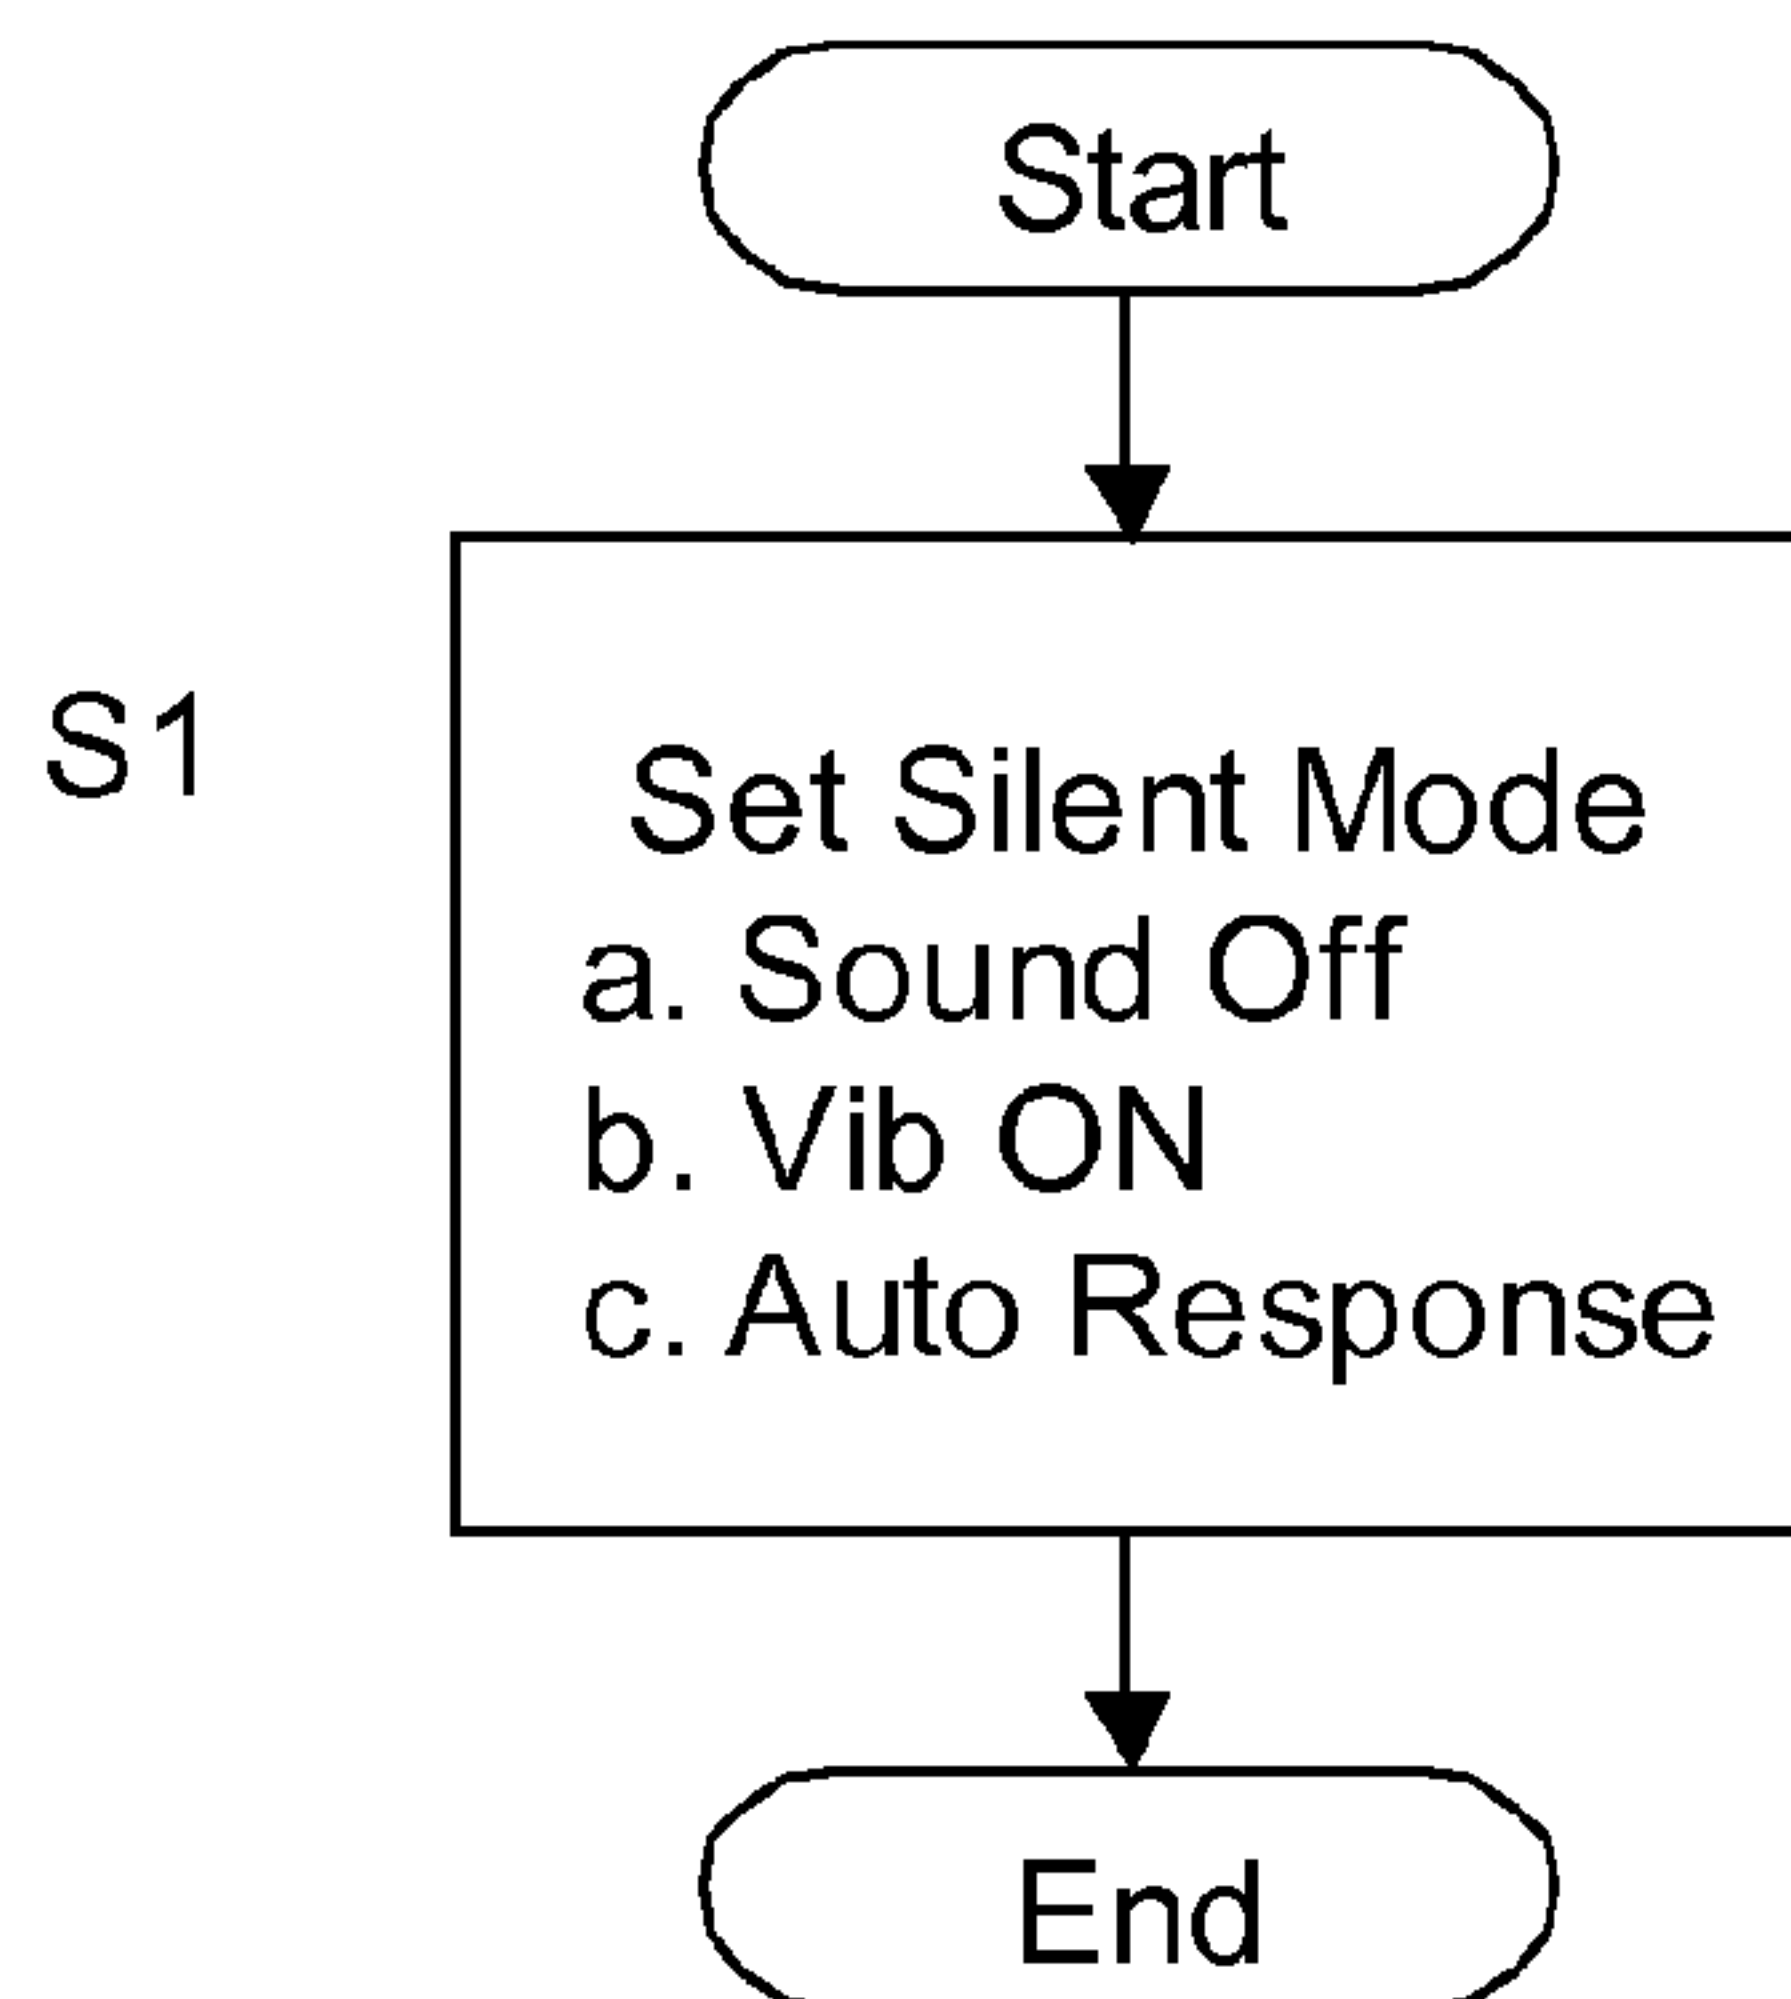 Start
S1
Set Silent Mode
a. Sound Off
b. Vib ON
c. Auto Response
End